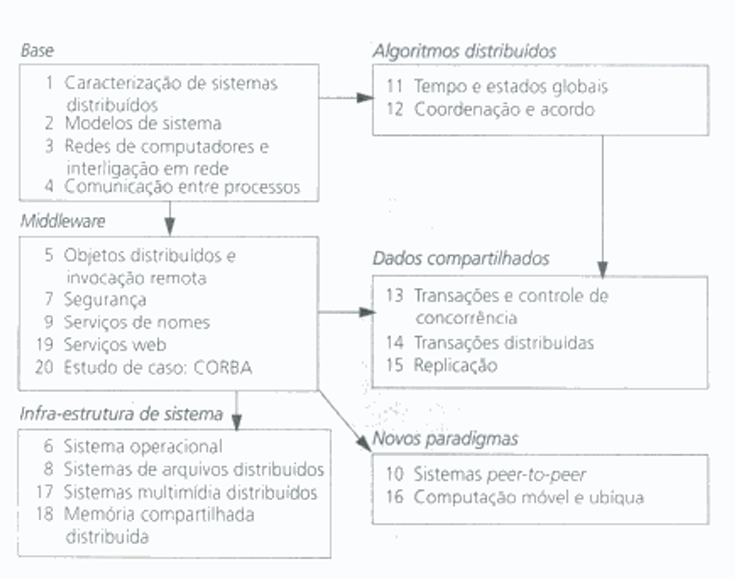 Base
1 Caracterização de sistemas
distribuídos
2 Modelos de sistema
3 Redes de computadores e
interligação em rede
4 Comunicação entre processos
Algoritmos distribuídos
11 Tempo e estados globais
12 Coordenação e acordo
Middleware
5 Objetos distribuídos e
invocação remota
7 Segurança
9 Serviços de nomes
19 Serviços web
20 Estudo de caso: CORBA
Dados compartilhados
13 Transações e controle de
concorrência
14 Transações distribuídas
15 Replicação
Infra-estrutura de sistema
6 Sistema operacional
8 Sistemas de arquivos distribuídos
17 Sistemas multimídia distribuídos
18 Memória compartilhada
distribuída
Novos paradigmas
10 Sistemas peer-to-peer
16 Computação móvel e ubíqua